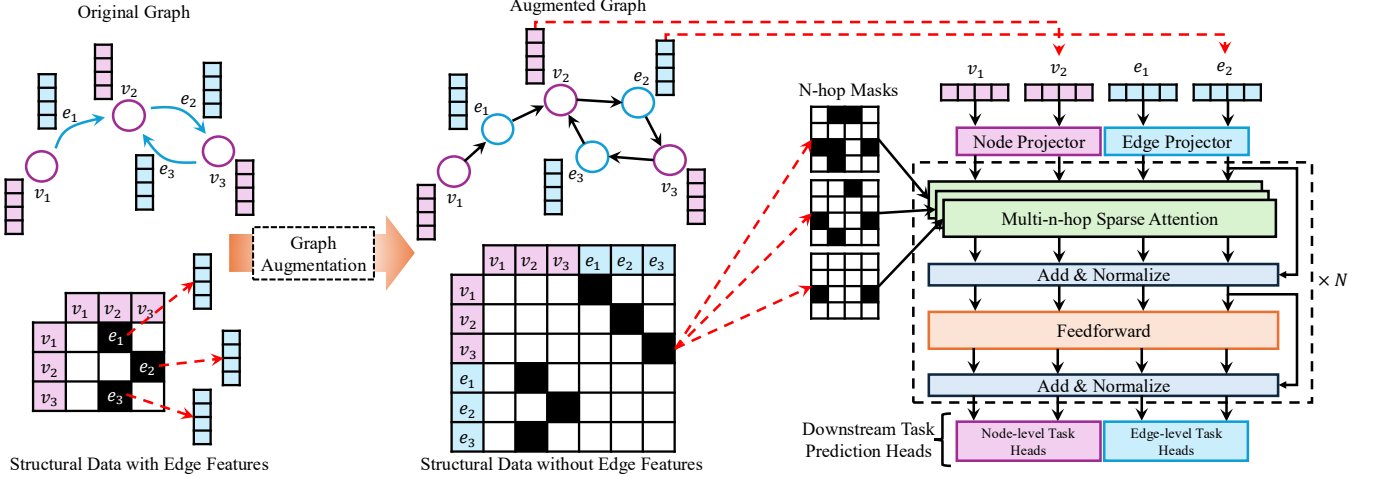 Original Graph
v₂
e₂
e₁
e₃
v₁
v₃
Graph
Augmentation
v₁ v₂ v₃
v₁ e₁
v₂ e₂
v₃ e₃
Structural Data with Edge Features
Augmented Graph
v₂
e₂
e₁
e₃
v₃
v₁
v₁ v₂ v₃ e₁ e₂ e₃
v₁
v₂
v₃
e₁
e₂
e₃
Structural Data without Edge Features
N-hop Masks
v₁ v₂ e₁ e₂
Node Projector Edge Projector
Multi-n-hop Sparse Attention
Add & Normalize
× N
Feedforward
Add & Normalize
Downstream Task
Prediction Heads
Node-level Task
Heads
Edge-level Task
Heads